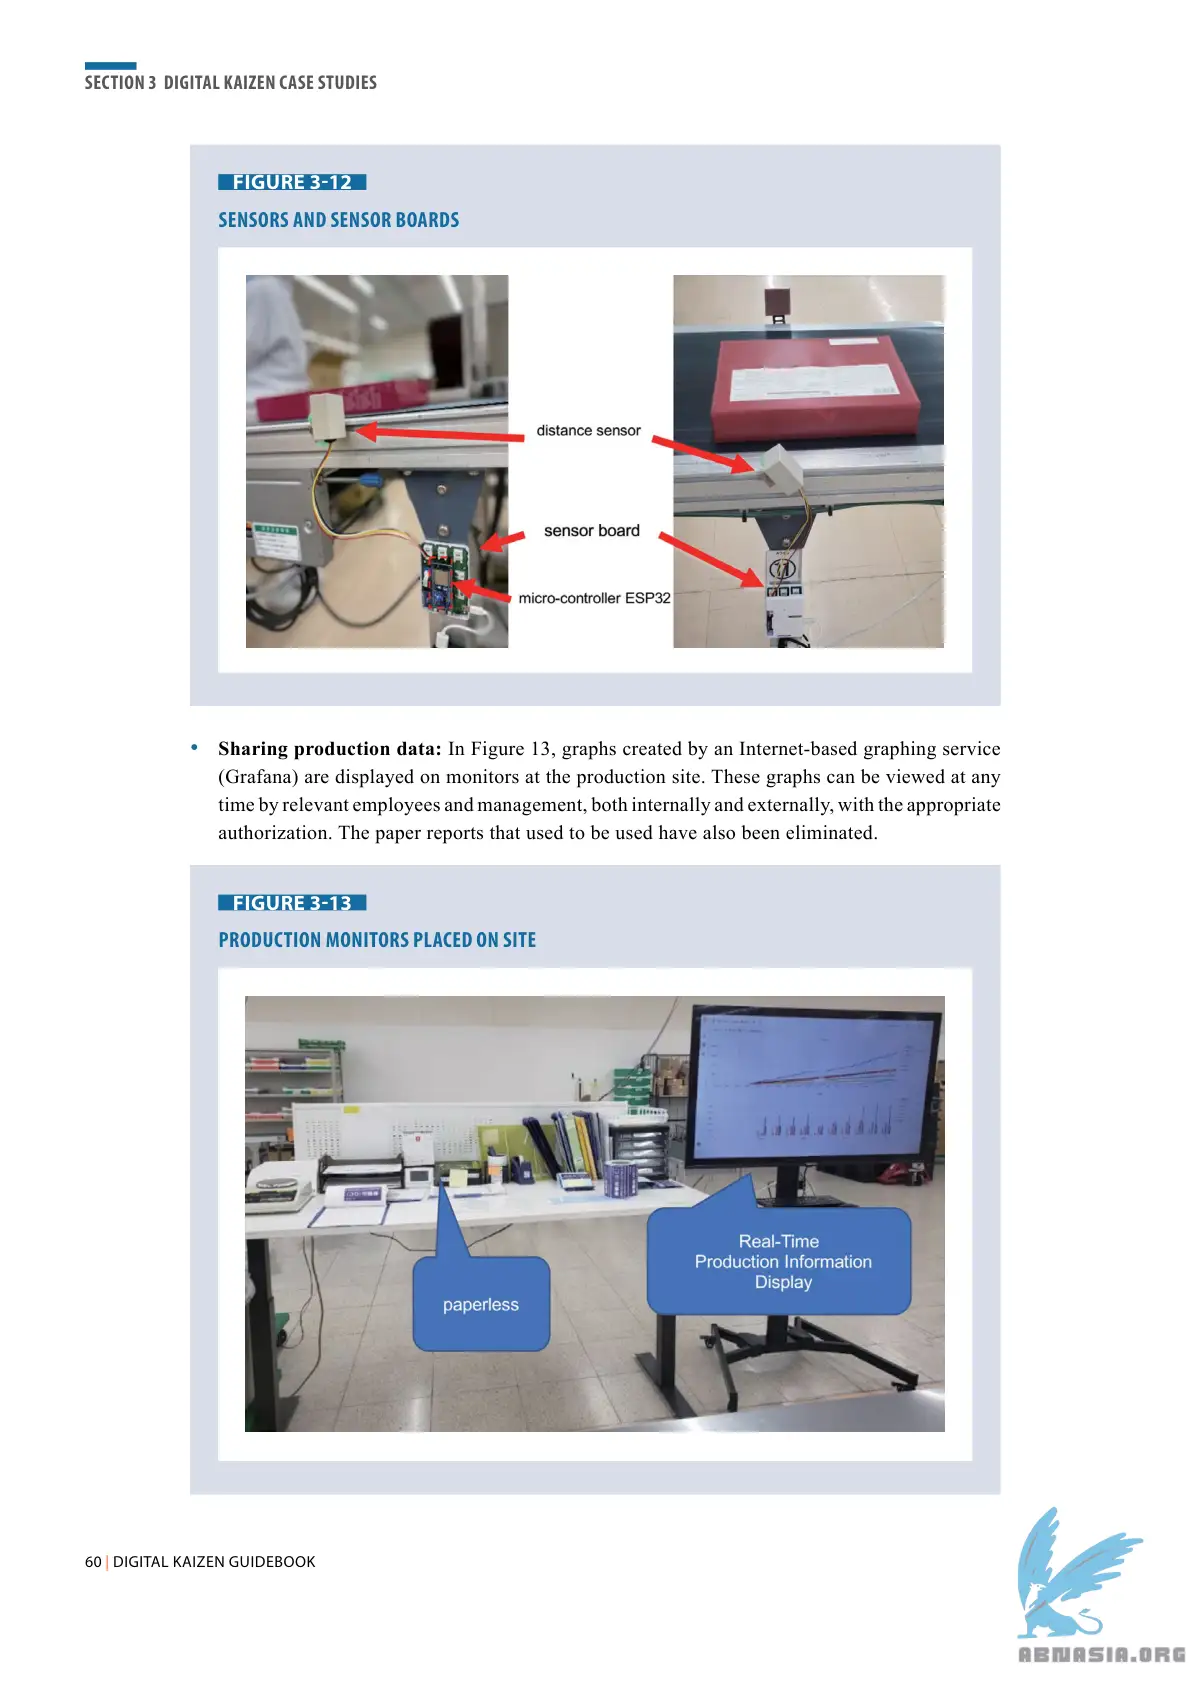 SECTION 3 DIGITAL KAIZEN CASE STUDIES
FIGURE 3-12
SENSORS AND SENSOR BOARDS
distance sensor
sensor board
micro-controller ESP32
• Sharing production data: In Figure 13, graphs created by an Internet-based graphing service
(Grafana) are displayed on monitors at the production site. These graphs can be viewed at any
time by relevant employees and management, both internally and externally, with the appropriate
authorization. The paper reports that used to be used have also been eliminated.
FIGURE 3-13
PRODUCTION MONITORS PLACED ON SITE
Real-Time
Production Information
Display
paperless
60 | DIGITAL KAIZEN GUIDEBOOK
ABNASIA.ORG